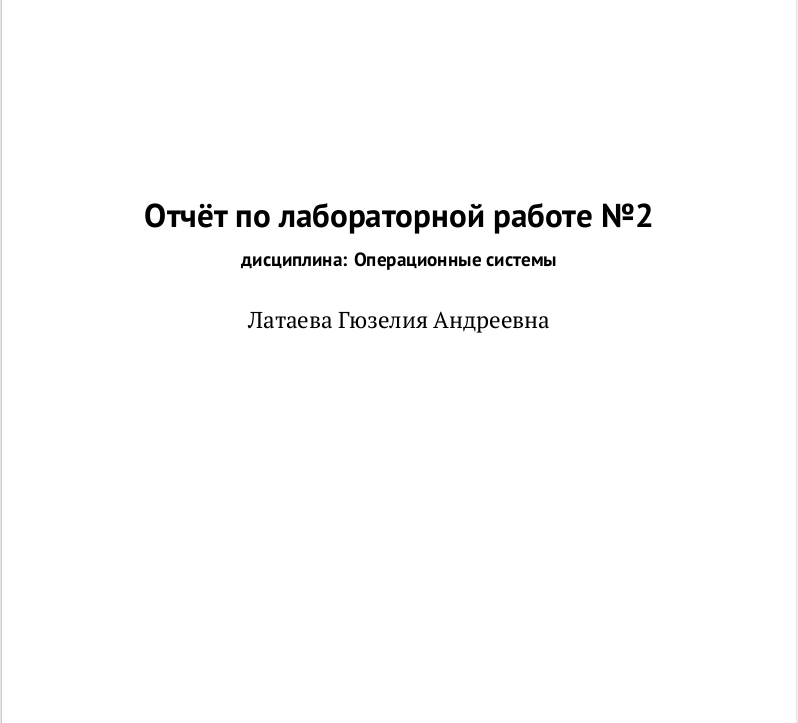 Отчёт по лабораторной работе №2
дисциплина: Операционные системы
Латаева Гюзелия Андреевна